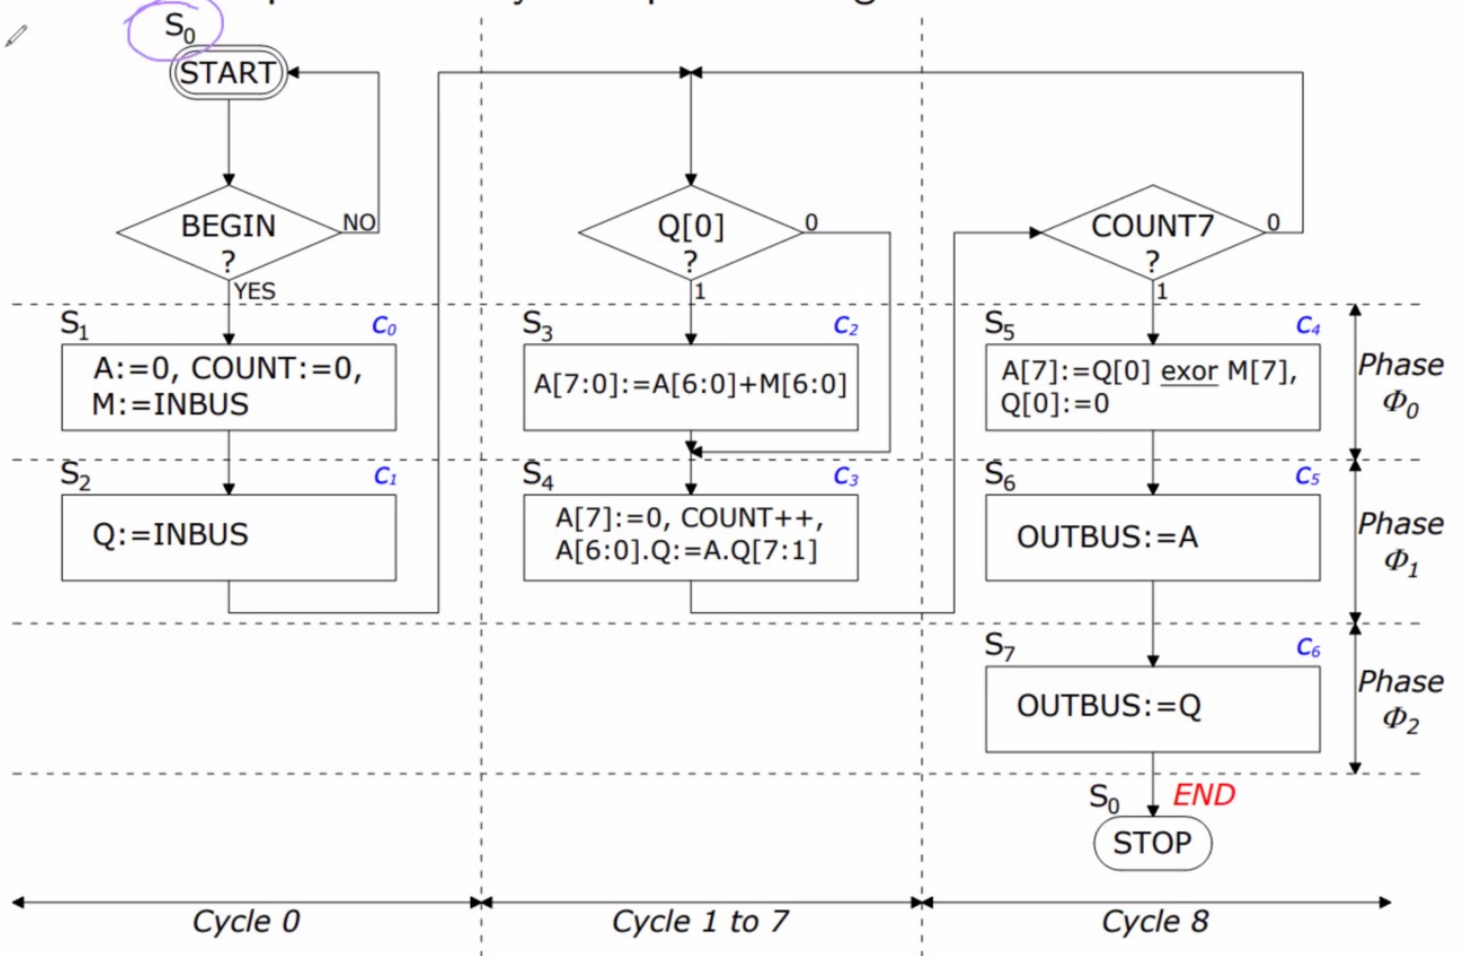 S0
START
BEGIN
?
NO
YES
S1
C0
A:=0, COUNT:=0,
M:=INBUS
S2
C1
Q:=INBUS
Q[0]
?
0
1
S3
C2
A[7:0]:=A[6:0]+M[6:0]
S4
C3
A[7]:=0, COUNT++,
A[6:0].Q:=A.Q[7:1]
COUNT7
?
0
1
S5
C4
A[7]:=Q[0] exor M[7],
Q[0]:=0
S6
C5
OUTBUS:=A
S7
C6
OUTBUS:=Q
S0
END
STOP
Phase
Φ0
Phase
Φ1
Phase
Φ2
Cycle 0
Cycle 1 to 7
Cycle 8